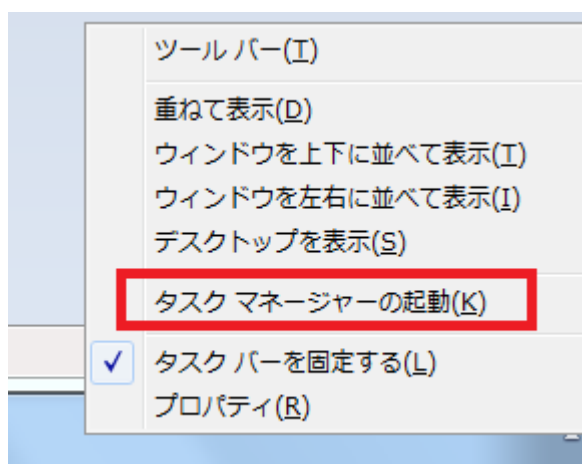 ツール バー(T)
重ねて表示(D)
ウィンドウを上下に並べて表示(T)
ウィンドウを左右に並べて表示(I)
デスクトップを表示(S)
タスク マネージャーの起動(K)
タスク バーを固定する(L)
プロパティ(R)